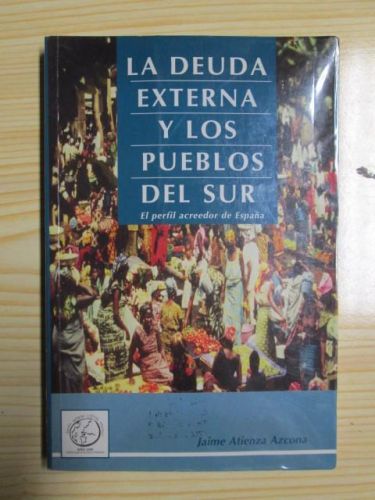 LA DEUDA
EXTERNA
Y LOS
PUEBLOS
DEL SUR
El perfil acreedor de España
Jaime Atienza Azcona